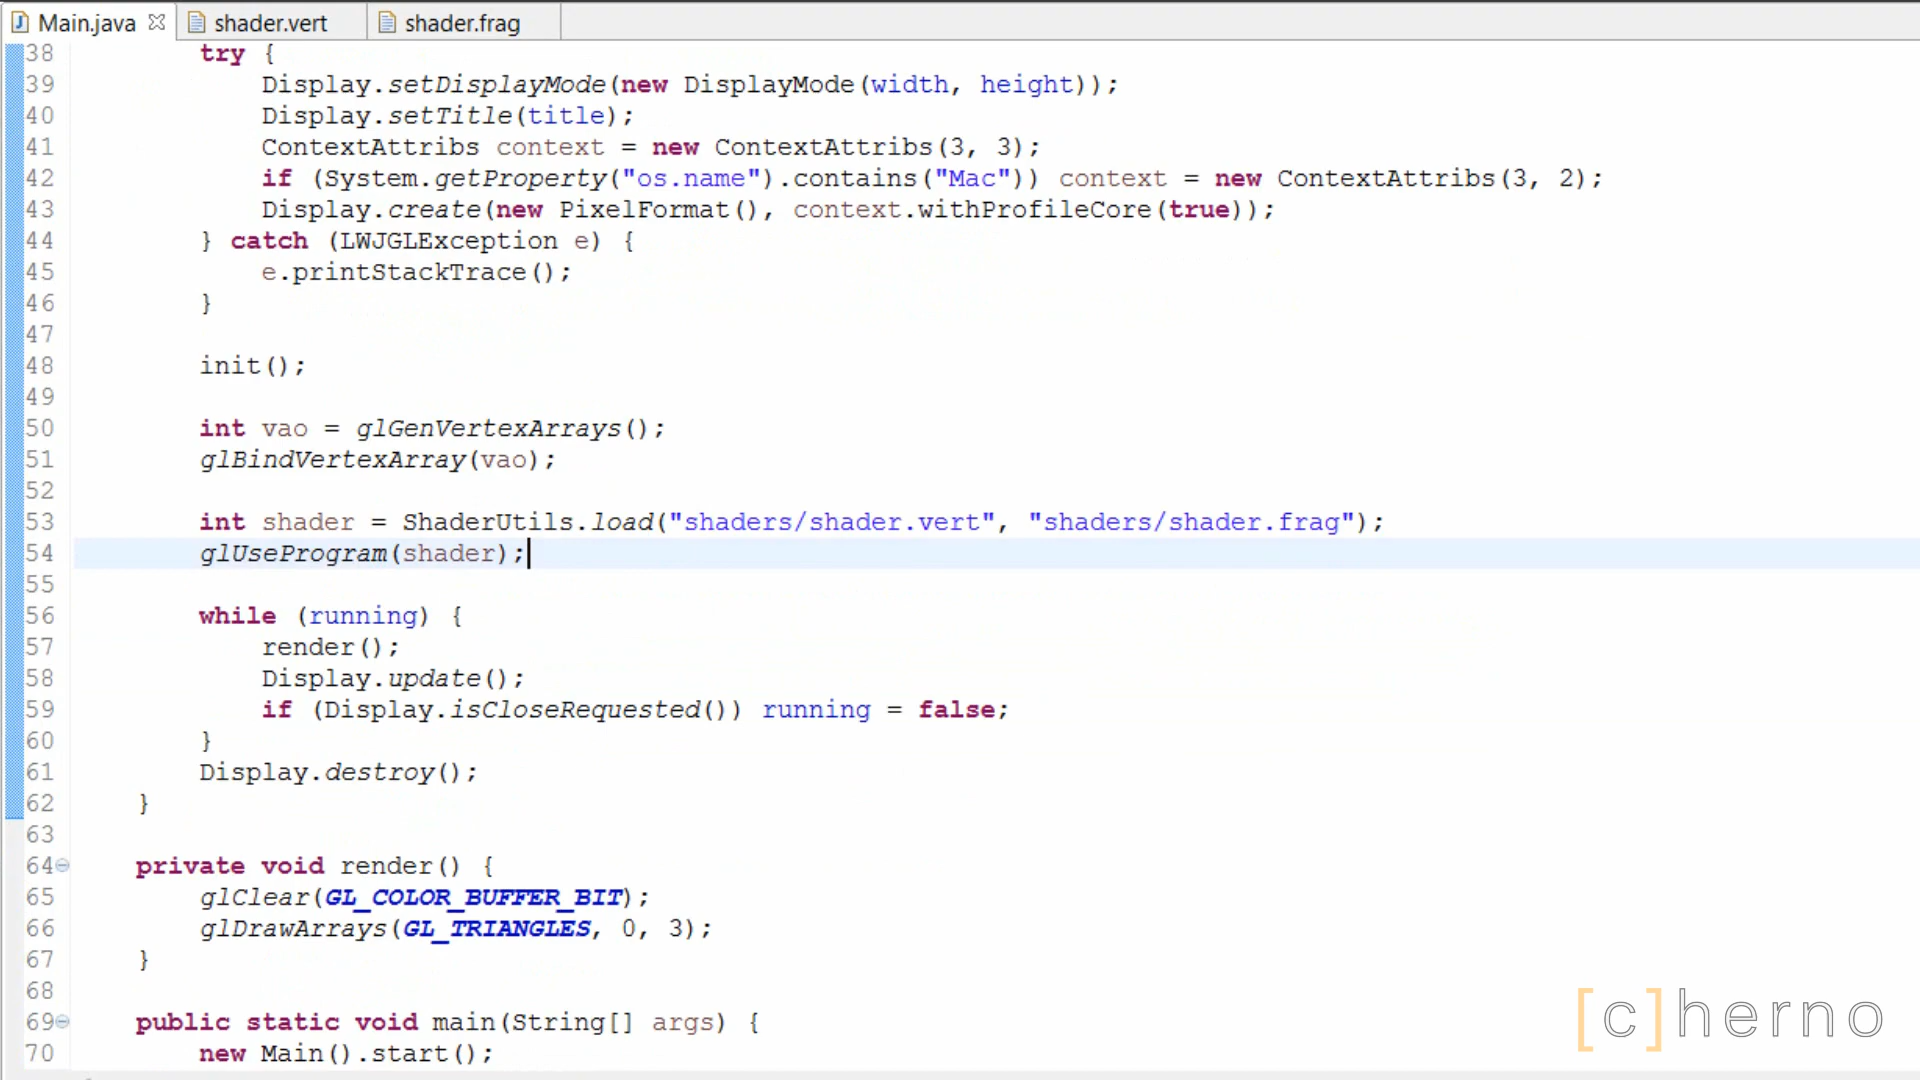 Main.java shader.vert shader.frag
38 try {
39 Display.setDisplayMode(new DisplayMode(width, height));
40 Display.setTitle(title);
41 ContextAttribs context = new ContextAttribs(3, 3);
42 if (System.getProperty("os.name").contains("Mac")) context = new ContextAttribs(3, 2);
43 Display.create(new PixelFormat(), context.withProfileCore(true));
44 } catch (LWJGLException e) {
45 e.printStackTrace();
46 }
47
48 init();
49
50 int vao = glGenVertexArrays();
51 glBindVertexArray(vao);
52
53 int shader = ShaderUtils.load("shaders/shader.vert", "shaders/shader.frag");
54 glUseProgram(shader);
55
56 while (running) {
57 render();
58 Display.update();
59 if (Display.isCloseRequested()) running = false;
60 }
61 Display.destroy();
62 }
63
64 private void render() {
65 glClear(GL_COLOR_BUFFER_BIT);
66 glDrawArrays(GL_TRIANGLES, 0, 3);
67 }
68
69 public static void main(String[] args) {
70 new Main().start();
[c]herno